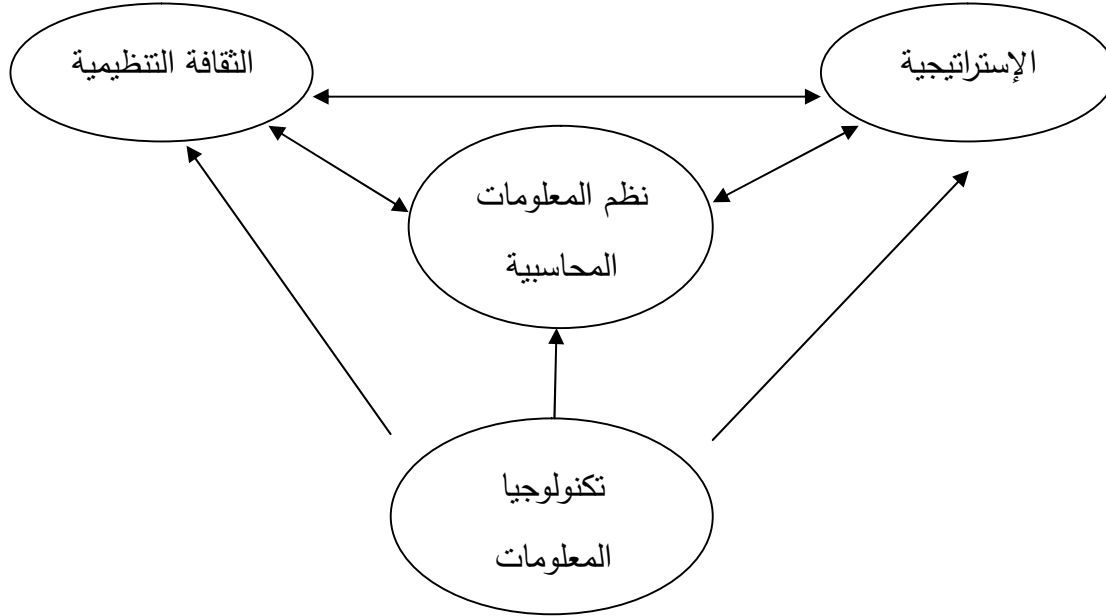 الإستراتيجية
الثقافة التنظيمية
نظم المعلومات
المحاسبية
تكنولوجيا
المعلومات